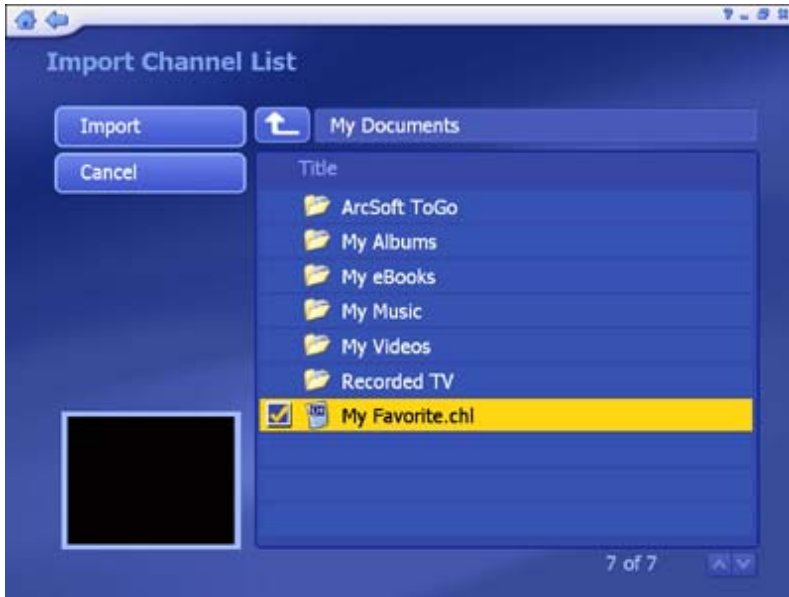 Import Channel List
Import
My Documents
Cancel
Title
ArcSoft ToGo
My Albums
My eBooks
My Music
My Videos
Recorded TV
My Favorite.chl
7 of 7